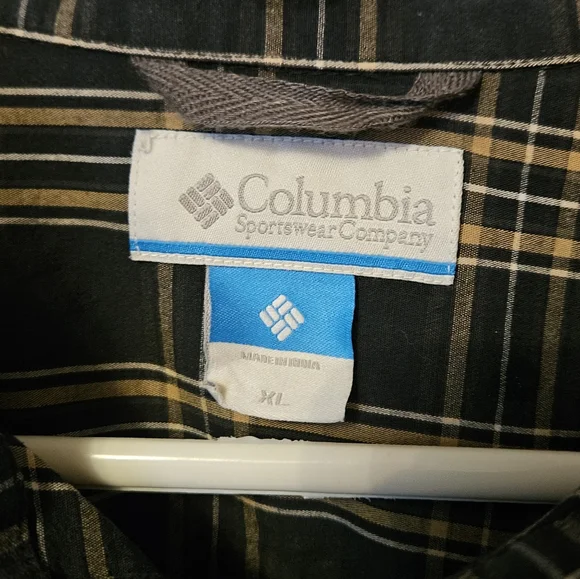 Columbia
Sportswear Company
MADE IN INDIA
XL